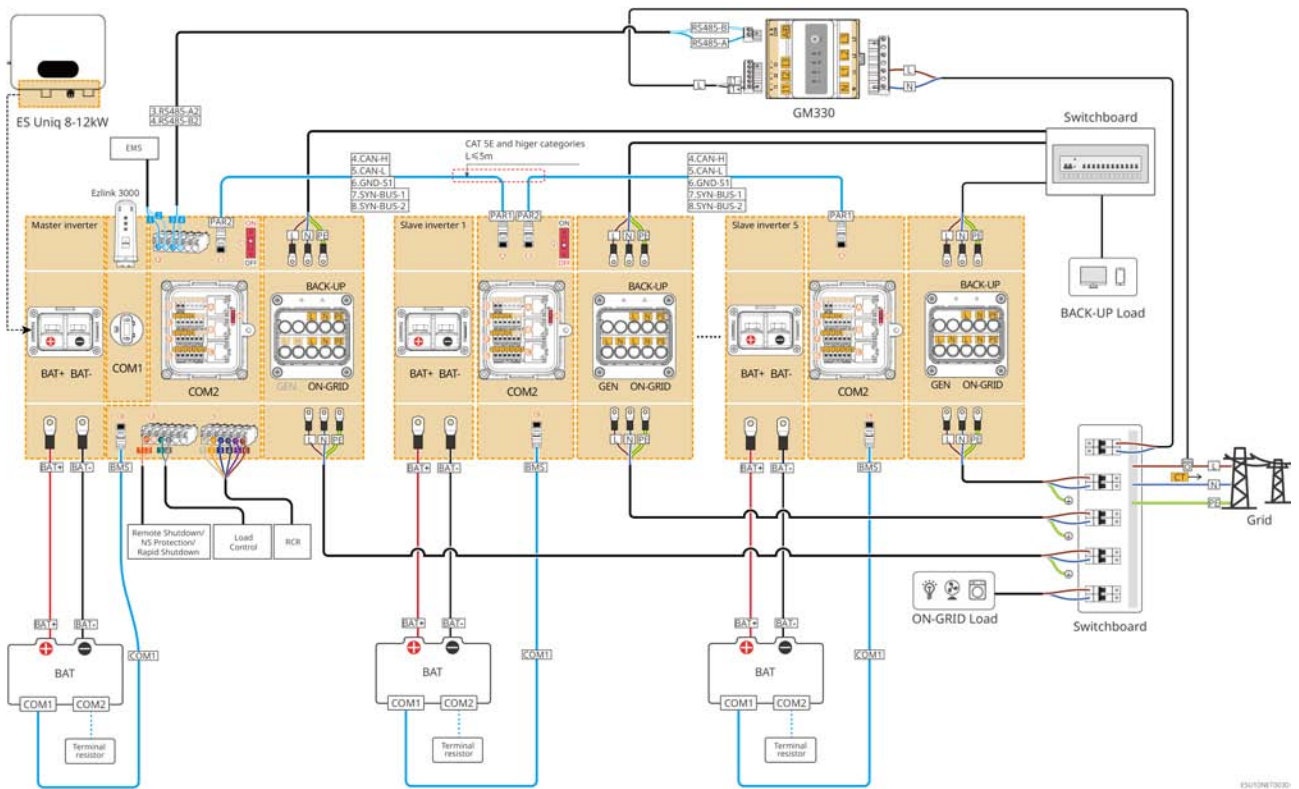 RS485-B
RS485-A
L
L
N
GM330
3.RS485-A2
4.RS485-B2
ES Uniq 8-12kW
EMS
Switchboard
CAT 5E and higer categories
L≤5m
4.CAN-H
5.CAN-L
6.GND-S1
7.SYN-BUS-1
8.SYN-BUS-2
4.CAN-H
5.CAN-L
6.GND-S1
7.SYN-BUS-1
8.SYN-BUS-2
Ezlink 3000
PAR2
PAR1
PAR2
PAR1
Master inverter
ON
OFF
L N PE
Slave inverter 1
ON
OFF
L N PE
Slave inverter 5
L N PE
BACK-UP
BACK-UP
BACK-UP
BACK-UP Load
L N PE
L N PE
L N PE
BAT+ BAT-
COM1
COM2
GEN ON-GRID
BAT+ BAT-
COM2
GEN ON-GRID
BAT+ BAT-
COM2
GEN ON-GRID
L N PE
L N PE
L N PE
BAT+
BAT-
BMS
BAT+
BAT-
BMS
BAT+
BAT-
BMS
L
CT
N
PE
Grid
Remote Shutdown/
NS Protection/
Rapid Shutdown
Load
Control
RCR
ON-GRID Load
Switchboard
BAT+
BAT-
COM1
BAT+
BAT-
COM1
BAT+
BAT-
COM1
BAT
BAT
BAT
COM1
COM2
COM1
COM2
COM1
COM2
Terminal
resistor
Terminal
resistor
Terminal
resistor